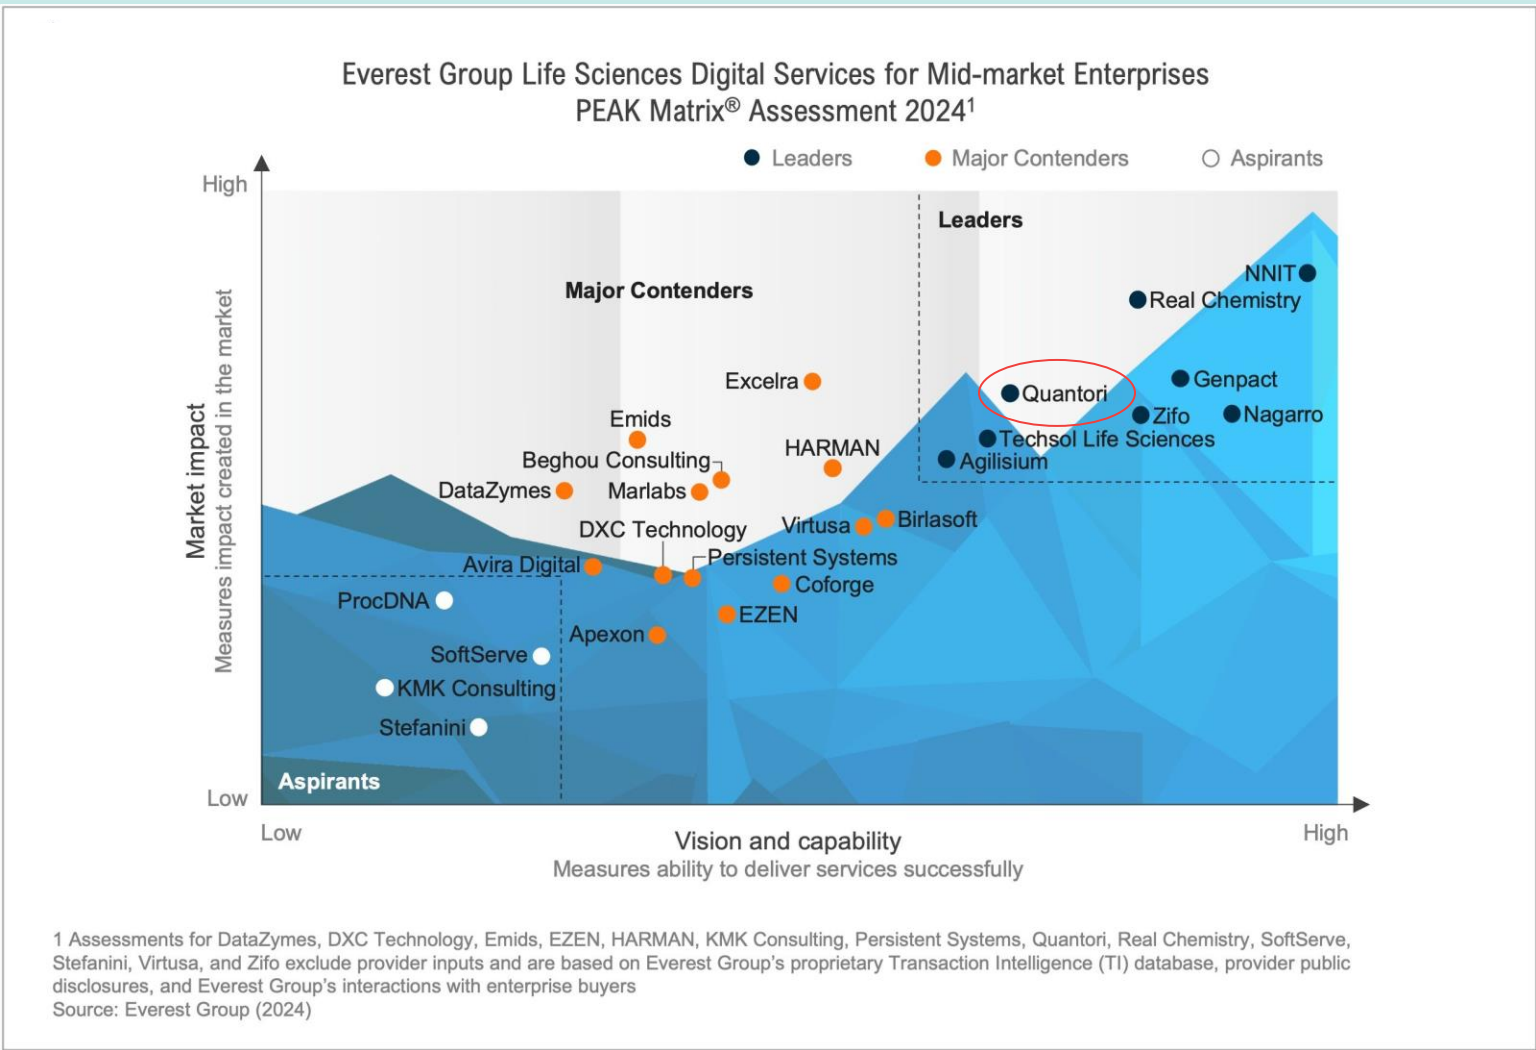 Everest Group Life Sciences Digital Services for Mid-market Enterprises
PEAK Matrix® Assessment 2024¹
Leaders
Major Contenders
Aspirants
High
Leaders
NNIT
Real Chemistry
Major Contenders
Excelra
Quantori
Genpact
Zifo
Nagarro
Emids
Techsol Life Sciences
HARMAN
Beghou Consulting
Agilisium
DataZymes
Marlabs
DXC Technology
Virtusa
Birlasoft
Persistent Systems
Avira Digital
Coforge
ProcDNA
EZEN
Apexon
SoftServe
KMK Consulting
Stefanini
Aspirants
Market impact
Measures impact created in the market
Low
Low
High
Vision and capability
Measures ability to deliver services successfully
1 Assessments for DataZymes, DXC Technology, Emids, EZEN, HARMAN, KMK Consulting, Persistent Systems, Quantori, Real Chemistry, SoftServe,
Stefanini, Virtusa, and Zifo exclude provider inputs and are based on Everest Group's proprietary Transaction Intelligence (TI) database, provider public
disclosures, and Everest Group's interactions with enterprise buyers
Source: Everest Group (2024)